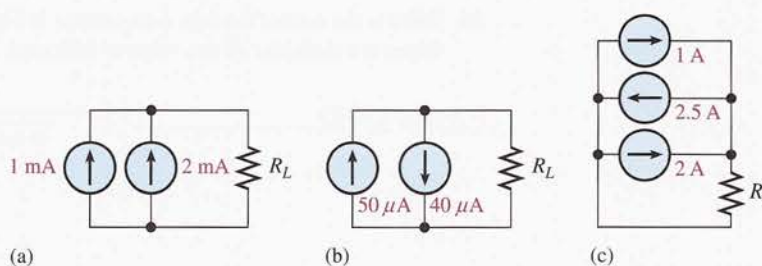 1 mA
2 mA
R_L
(a)
50 μA
40 μA
R_L
(b)
1 A
2.5 A
2 A
R
(c)